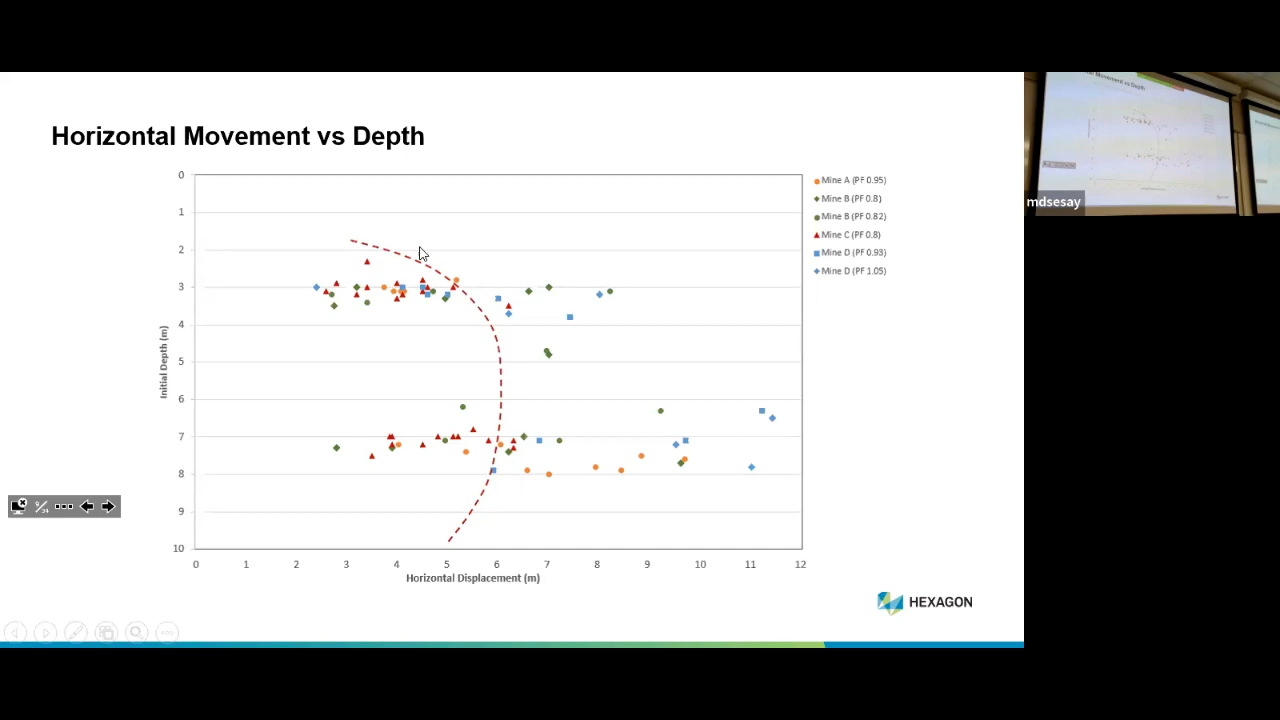 Horizontal Movement vs Depth
0
1
2
3
4
5
6
7
8
9
10
Initial Depth (m)
0 1 2 3 4 5 6 7 8 9 10 11 12
Horizontal Displacement (m)
Mine A (PF 0.95)
Mine B (PF 0.8)
Mine B (PF 0.82)
Mine C (PF 0.8)
Mine D (PF 0.93)
Mine D (PF 1.05)
HEXAGON
mdsesay